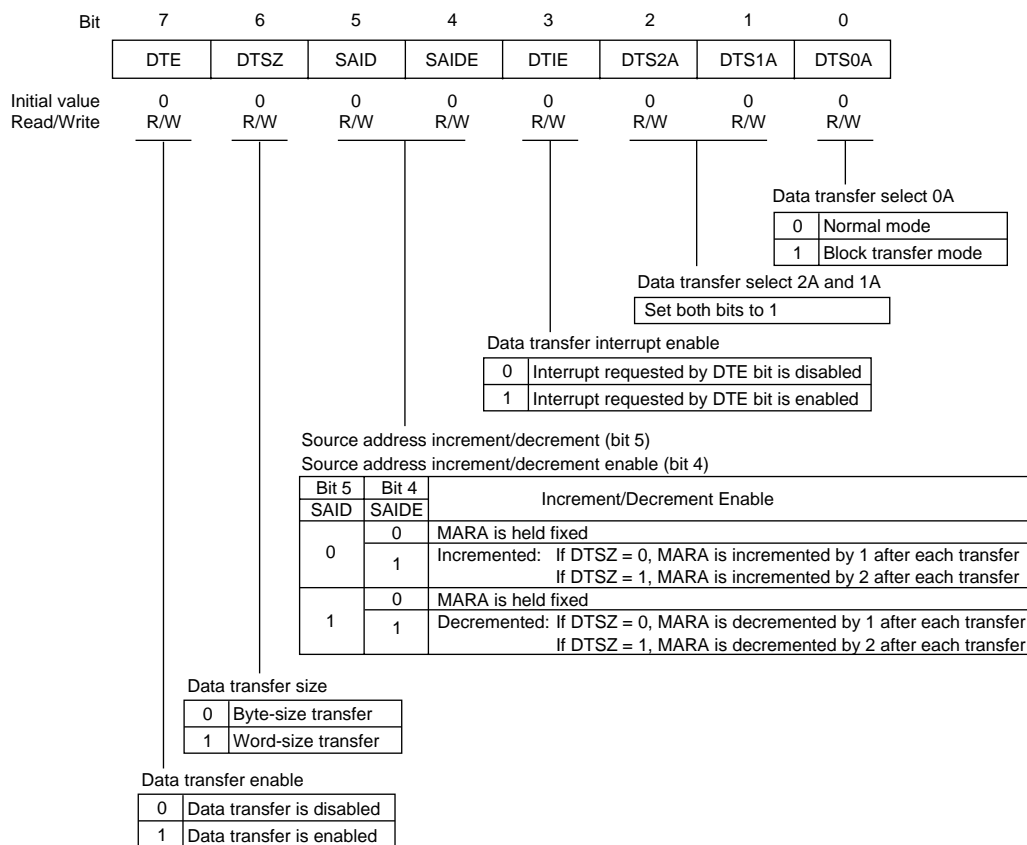 Bit 7 6 5 4 3 2 1 0
DTE DTSZ SAID SAIDE DTIE DTS2A DTS1A DTS0A
Initial value 0 0 0 0 0 0 0 0
Read/Write R/W R/W R/W R/W R/W R/W R/W R/W
Data transfer select 0A
0 Normal mode
1 Block transfer mode
Data transfer select 2A and 1A
Set both bits to 1
Data transfer interrupt enable
0 Interrupt requested by DTE bit is disabled
1 Interrupt requested by DTE bit is enabled
Source address increment/decrement (bit 5)
Source address increment/decrement enable (bit 4)
Bit 5 Bit 4 Increment/Decrement Enable
SAID SAIDE
0 0 MARA is held fixed
1 Incremented: If DTSZ = 0, MARA is incremented by 1 after each transfer
If DTSZ = 1, MARA is incremented by 2 after each transfer
1 0 MARA is held fixed
1 Decremented: If DTSZ = 0, MARA is decremented by 1 after each transfer
If DTSZ = 1, MARA is decremented by 2 after each transfer
Data transfer size
0 Byte-size transfer
1 Word-size transfer
Data transfer enable
0 Data transfer is disabled
1 Data transfer is enabled